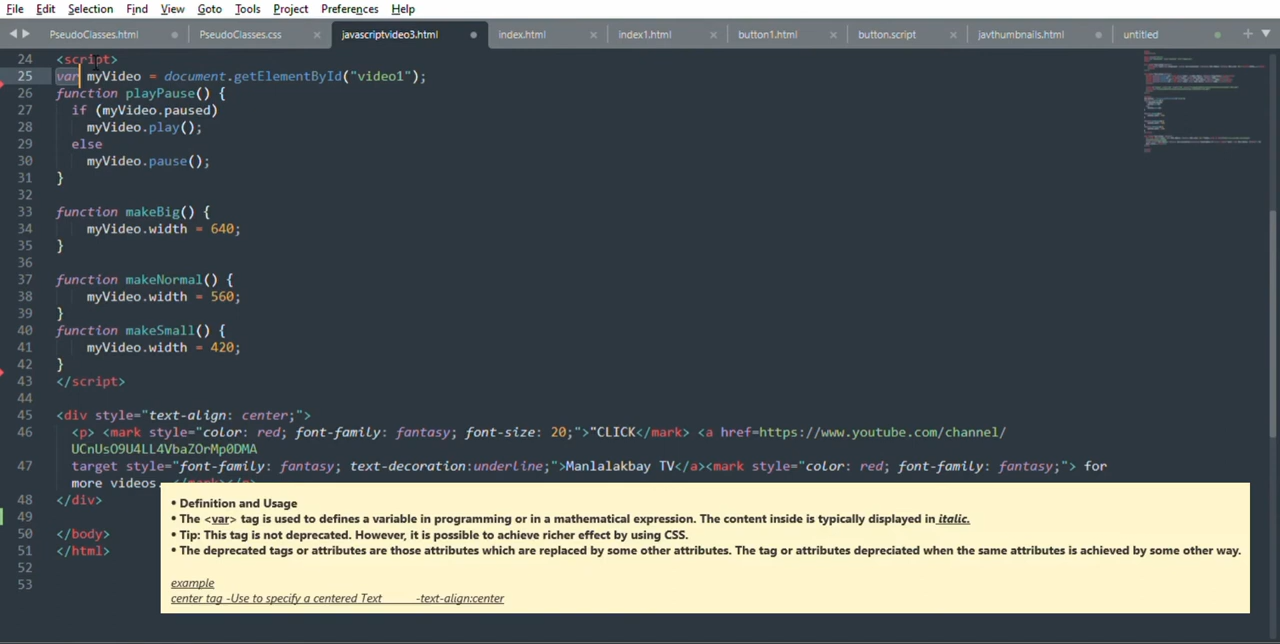 File Edit Selection Find View Goto Tools Project Preferences Help
PseudoClasses.html PseudoClasses.css javascriptvideo3.html index.html index1.html button1.html button.script javthumbnails.html untitled
24 <script>
25 var myVideo = document.getElementById("video1");
26 function playPause() {
27 if (myVideo.paused)
28 myVideo.play();
29 else
30 myVideo.pause();
31 }
32
33 function makeBig() {
34 myVideo.width = 640;
35 }
36
37 function makeNormal() {
38 myVideo.width = 560;
39 }
40 function makeSmall() {
41 myVideo.width = 420;
42 }
43 </script>
44
45 <div style="text-align: center;">
46 <p> <mark style="color: red; font-family: fantasy; font-size: 20;">"CLICK</mark> <a href=https://www.youtube.com/channel/
UCnUsO9U4LL4VbaZOrMp0DMA
47 target style="font-family: fantasy; text-decoration:underline;">Manlalakbay TV</a><mark style="color: red; font-family: fantasy;"> for
more videos. </mark></p>
48 </div>
49
50 </body>
51 </html>
52
53
• Definition and Usage
• The <var> tag is used to defines a variable in programming or in a mathematical expression. The content inside is typically displayed in italic.
• Tip: This tag is not deprecated. However, it is possible to achieve richer effect by using CSS.
• The deprecated tags or attributes are those attributes which are replaced by some other attributes. The tag or attributes depreciated when the same attributes is achieved by some other way.
example
center tag -Use to specify a centered Text -text-align:center